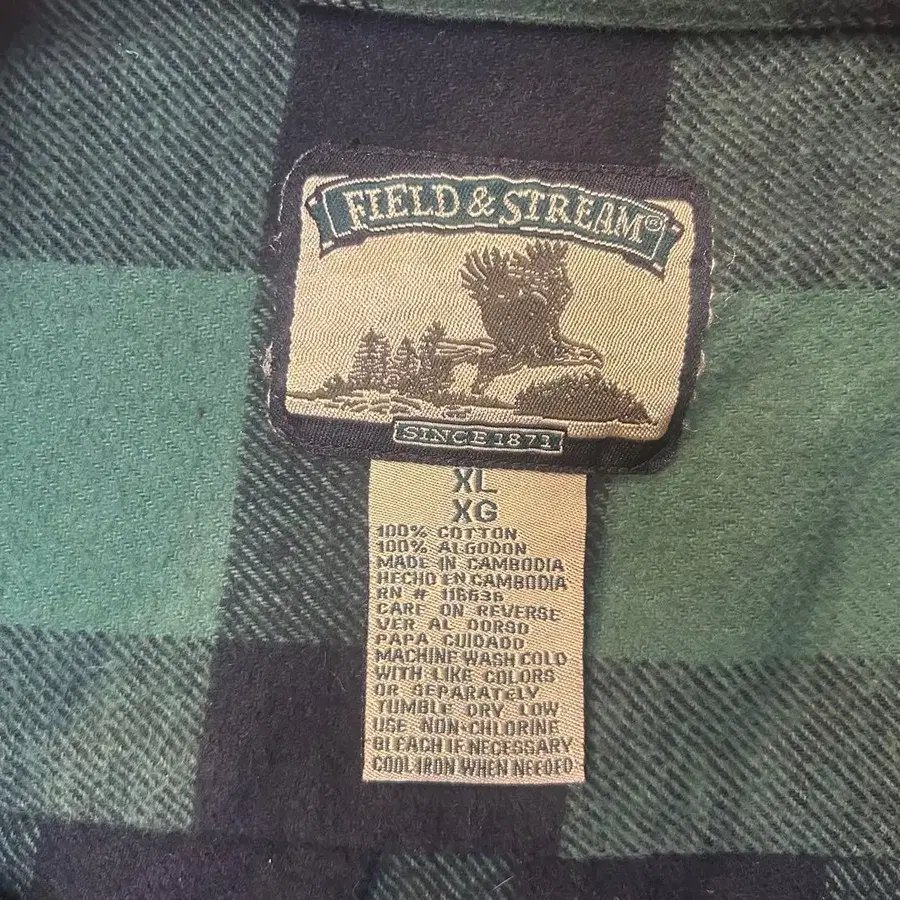 FIELD & STREAM®
SINCE 1871
XL
XG
100% COTTON
100% ALGODON
MADE IN CAMBODIA
HECHO EN CAMBODIA
RN # 116636
CARE ON REVERSE
VER AL DORSO
PAPA CUIDADO
MACHINE WASH COLD
WITH LIKE COLORS
OR SEPARATELY
TUMBLE DRY LOW
USE NON-CHLORINE
BLEACH IF NECESSARY
COOL IRON WHEN NEEDED